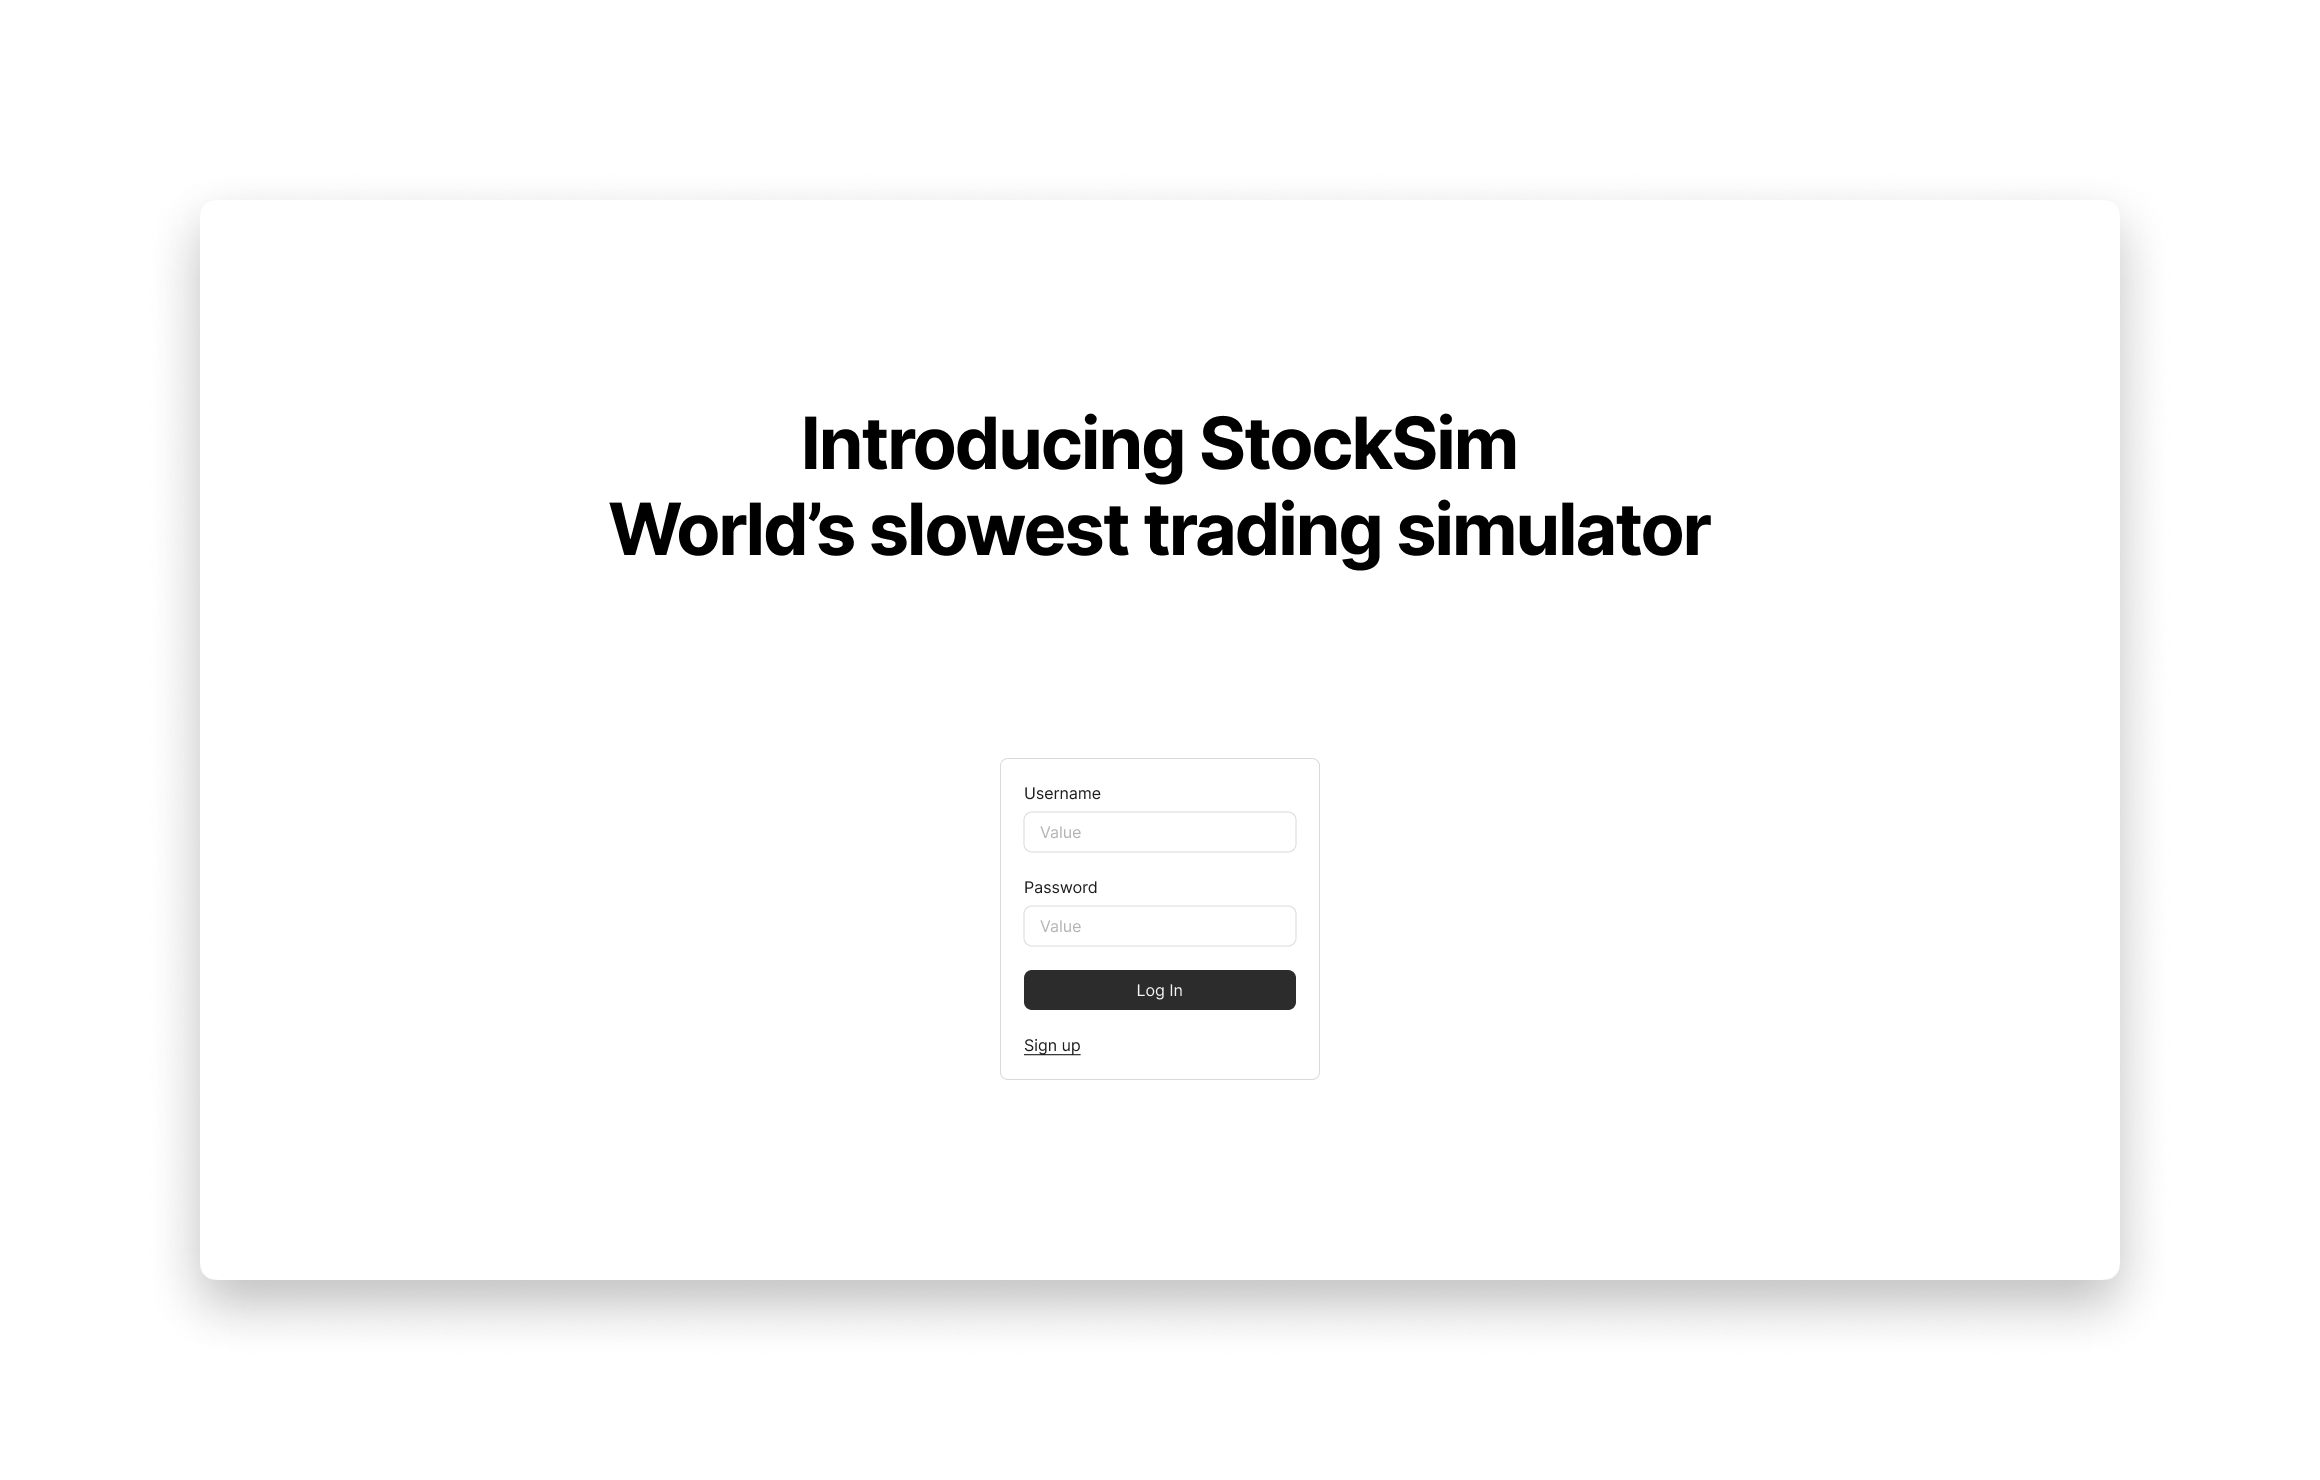 Introducing StockSim
World’s slowest trading simulator
Username
Value
Password
Value
Log In
Sign up